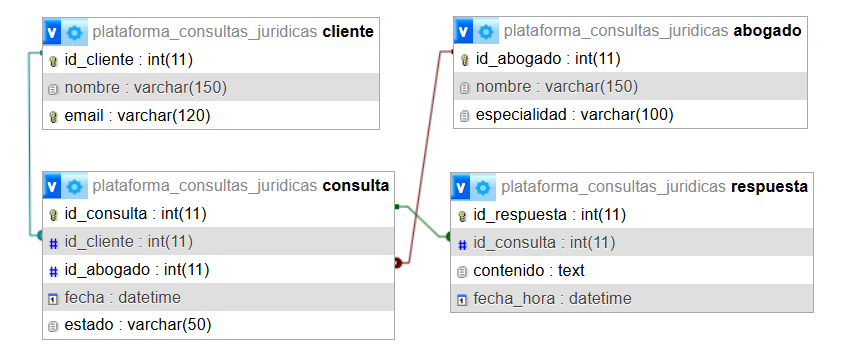 v plataforma_consultas_juridicas cliente
id_cliente : int(11)
nombre : varchar(150)
email : varchar(120)
v plataforma_consultas_juridicas abogado
id_abogado : int(11)
nombre : varchar(150)
especialidad : varchar(100)
v plataforma_consultas_juridicas consulta
id_consulta : int(11)
# id_cliente : int(11)
# id_abogado : int(11)
fecha : datetime
estado : varchar(50)
v plataforma_consultas_juridicas respuesta
id_respuesta : int(11)
# id_consulta : int(11)
contenido : text
fecha_hora : datetime